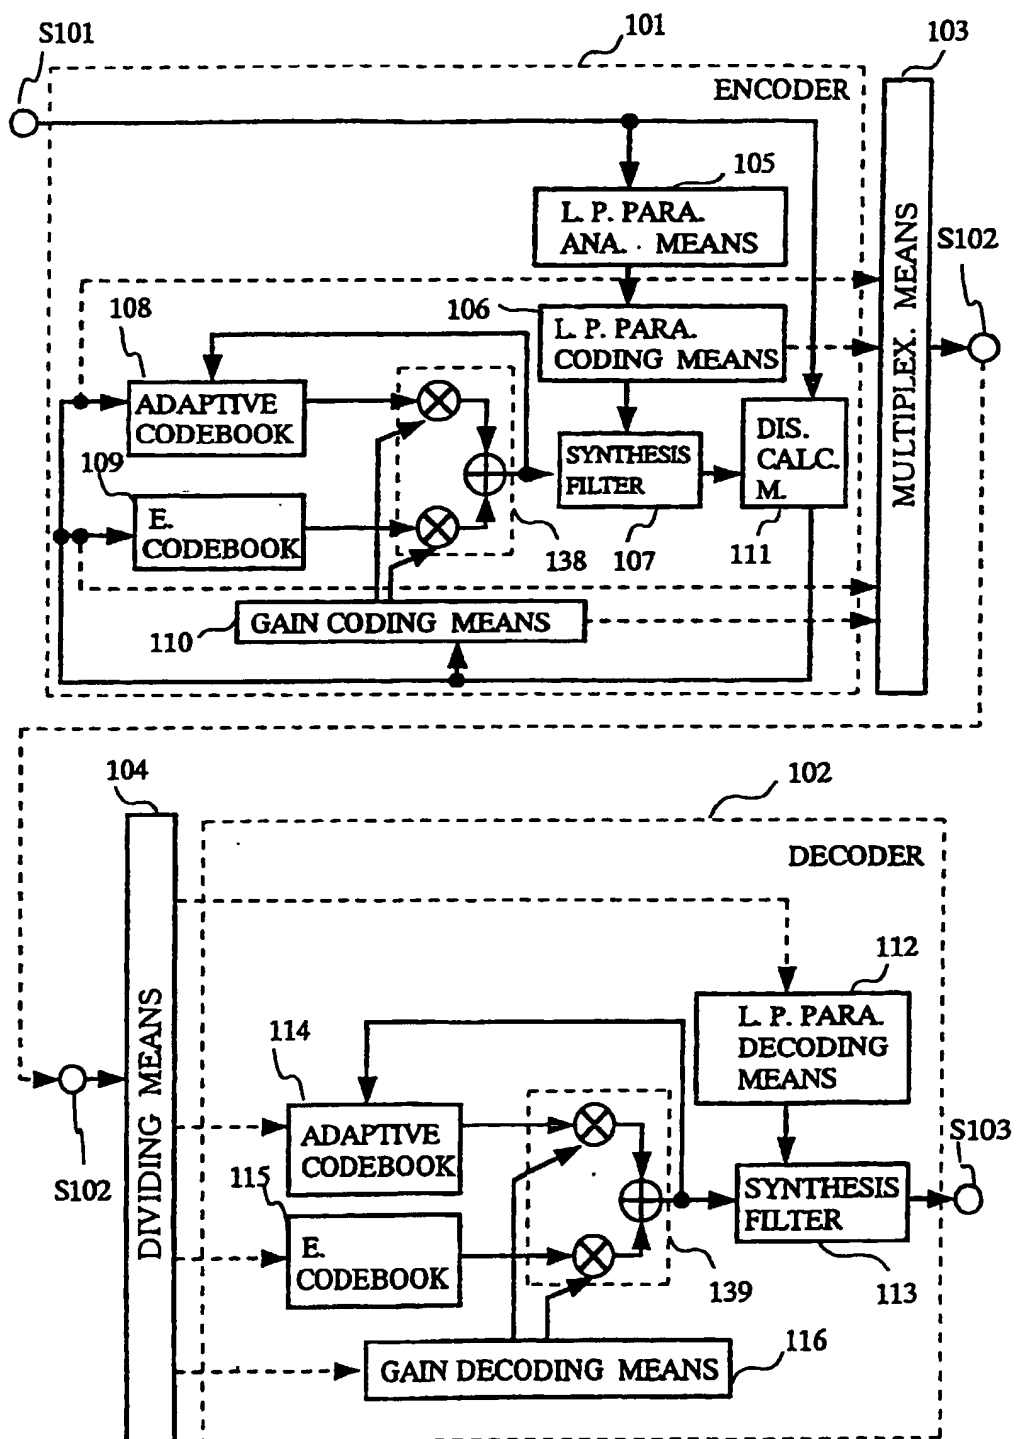 S101
101
103
ENCODER
105
L. P. PARA.
ANA. MEANS
MULTIPLEX. MEANS
S102
108
106
L. P. PARA.
CODING MEANS
ADAPTIVE
CODEBOOK
SYNTHESIS
FILTER
DIS.
CALC.
M.
109
E.
CODEBOOK
138
107
111
110
GAIN CODING MEANS
104
102
DECODER
112
L. P. PARA.
DECODING
MEANS
DIVIDING MEANS
114
ADAPTIVE
CODEBOOK
S103
S102
115
SYNTHESIS
FILTER
E.
CODEBOOK
139
113
116
GAIN DECODING MEANS